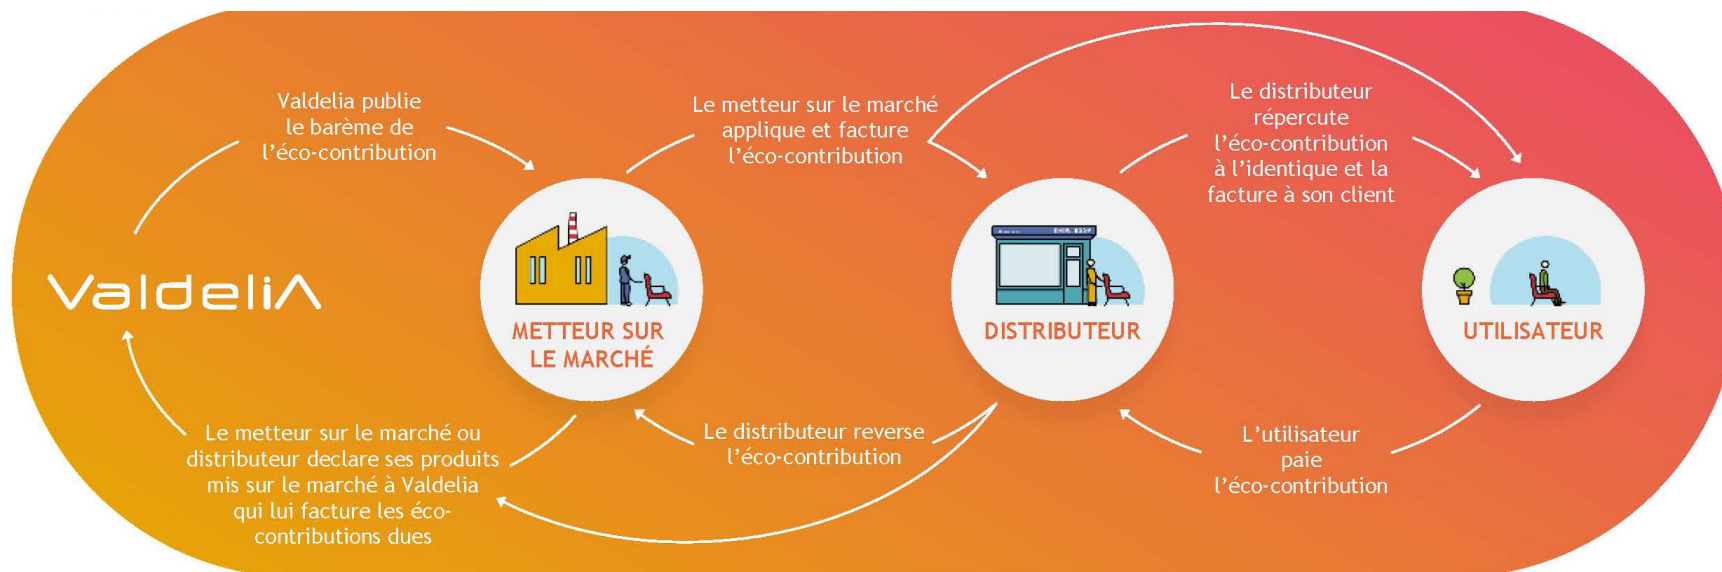 Valdelia publie
le barème de
l'éco-contribution
Le metteur sur le marché
applique et facture
l'éco-contribution
Le distributeur
répercute
l'éco-contribution
à l'identique et la
facture à son client
ValdeliA
METTEUR SUR
LE MARCHÉ
DISTRIBUTEUR
UTILISATEUR
Le metteur sur le marché ou
distributeur declare ses produits
mis sur le marché à Valdelia
qui lui facture les éco-
contributions dues
Le distributeur reverse
l'éco-contribution
L'utilisateur
paie
l'éco-contribution